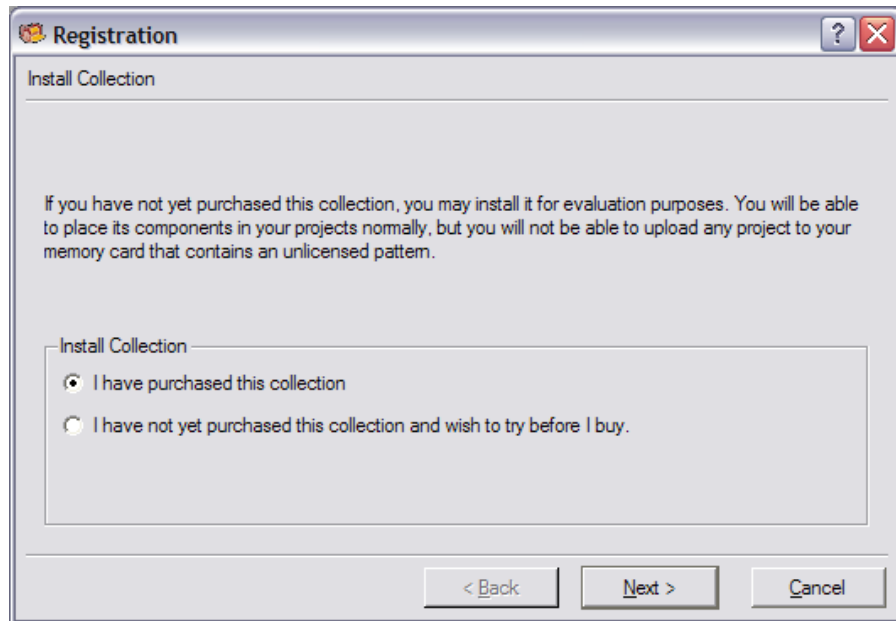 Registration
Install Collection
If you have not yet purchased this collection, you may install it for evaluation purposes. You will be able
to place its components in your projects normally, but you will not be able to upload any project to your
memory card that contains an unlicensed pattern.
Install Collection
I have purchased this collection
I have not yet purchased this collection and wish to try before I buy.
< Back Next > Cancel